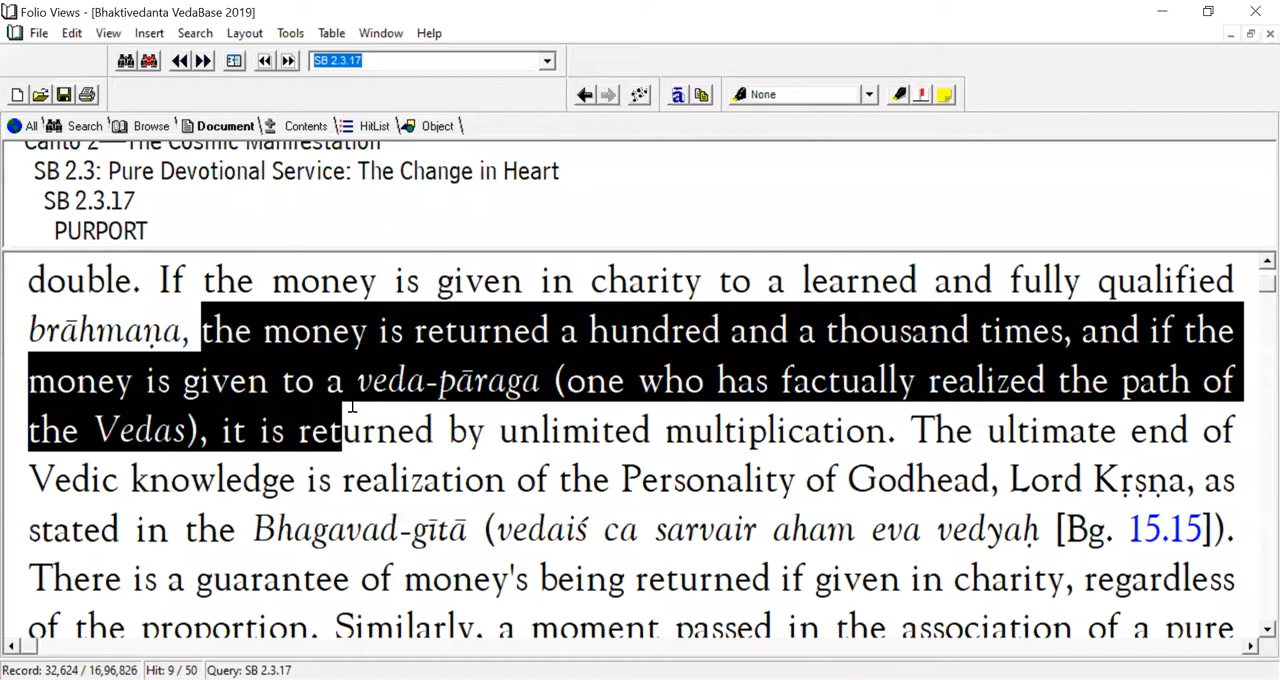 Folio Views - [Bhaktivedanta VedaBase 2019]
File Edit View Insert Search Layout Tools Table Window Help
SB 2.3.17
None
All Search Browse Document Contents HitList Object
Canto 2—The Cosmic Manifestation
SB 2.3: Pure Devotional Service: The Change in Heart
SB 2.3.17
PURPORT
double. If the money is given in charity to a learned and fully qualified
brāhmaṇa, the money is returned a hundred and a thousand times, and if the
money is given to a veda-pāraga (one who has factually realized the path of
the Vedas), it is returned by unlimited multiplication. The ultimate end of
Vedic knowledge is realization of the Personality of Godhead, Lord Kṛṣṇa, as
stated in the Bhagavad-gītā (vedaiś ca sarvair aham eva vedyaḥ [Bg. 15.15]).
There is a guarantee of money's being returned if given in charity, regardless
of the proportion. Similarly, a moment passed in the association of a pure
Record: 32,624 / 16,96,826 Hit: 9 / 50 Query: SB 2.3.17